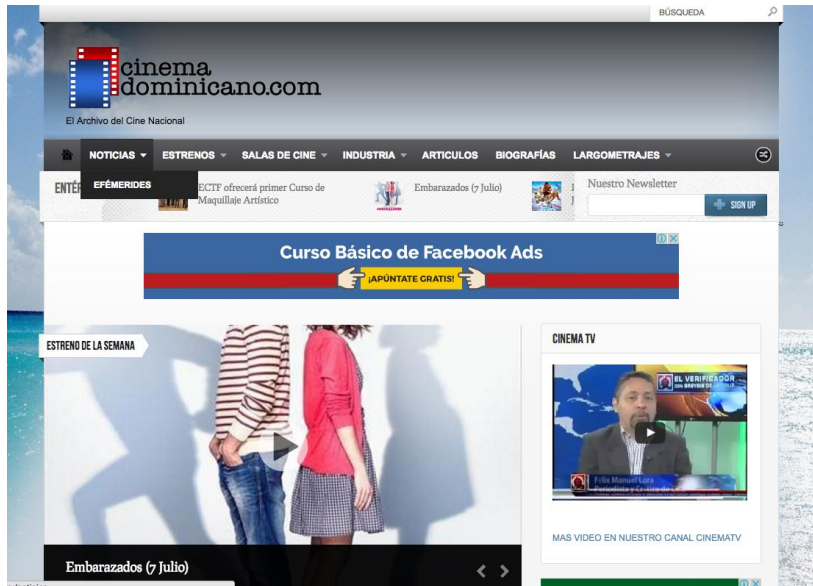 BÚSQUEDA
cinema
dominicano.com
El Archivo del Cine Nacional
NOTICIAS
ESTRENOS
SALAS DE CINE
INDUSTRIA
ARTICULOS
BIOGRAFÍAS
LARGOMETRAJES
EFÉMERIDES
ECTF ofrecerá primer Curso de
Maquillaje Artístico
Embarazados (7 Julio)
Nuestro Newsletter
SIGN UP
Curso Básico de Facebook Ads
¡APÚNTATE GRATIS!
ESTRENO DE LA SEMANA
Embarazados (7 Julio)
CINEMA TV
EL VERIFICADOR
Felix Manuel Lora
Periodista y Critico de
MAS VIDEO EN NUESTRO CANAL CINEMATV